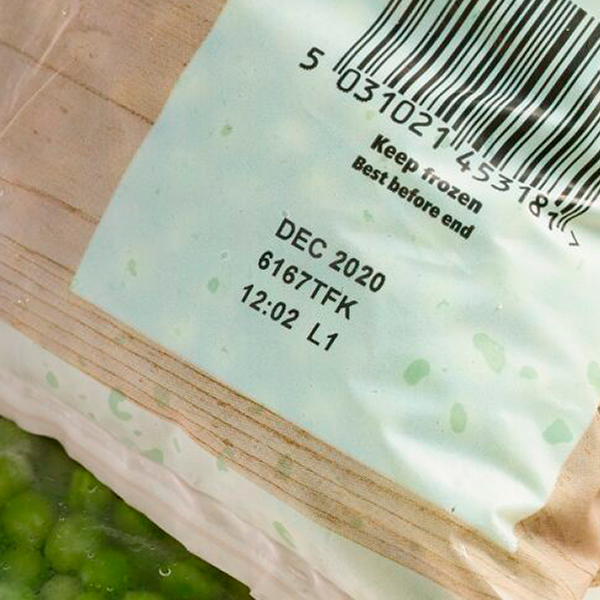 5 031021 453181 >
Keep frozen
Best before end
DEC 2020
6167TFK
12:02 L1